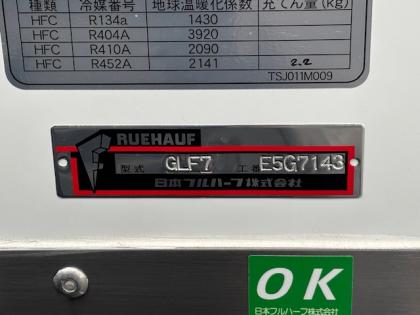 種類 冷媒番号 地球温暖化係数 充てん量(kg)
HFC R134a 1430
HFC R404A 3920
HFC R410A 2090
HFC R452A 2141 2.2
TSJ011M009
RUEHAUF
型式 GLF7 工番 E5G7143
日本フルハーフ株式会社
OK
日本フルハーフ株式会社